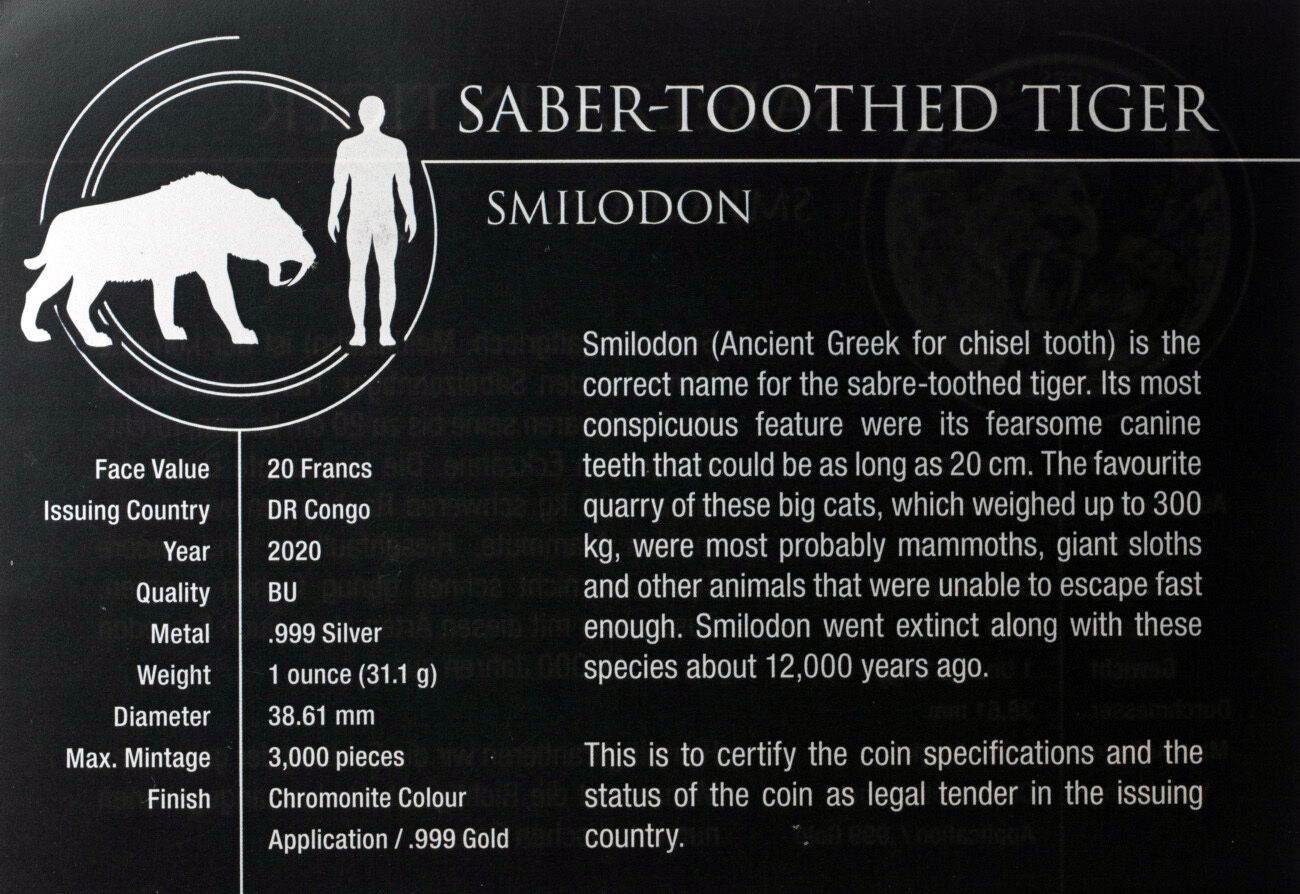 SABER-TOOTHED TIGER
SMILODON
Smilodon (Ancient Greek for chisel tooth) is the
correct name for the sabre-toothed tiger. Its most
conspicuous feature were its fearsome canine
teeth that could be as long as 20 cm. The favourite
quarry of these big cats, which weighed up to 300
kg, were most probably mammoths, giant sloths
and other animals that were unable to escape fast
enough. Smilodon went extinct along with these
species about 12,000 years ago.
This is to certify the coin specifications and the
status of the coin as legal tender in the issuing
country.
Face Value 20 Francs
Issuing Country DR Congo
Year 2020
Quality BU
Metal .999 Silver
Weight 1 ounce (31.1 g)
Diameter 38.61 mm
Max. Mintage 3,000 pieces
Finish Chromonite Colour
Application / .999 Gold